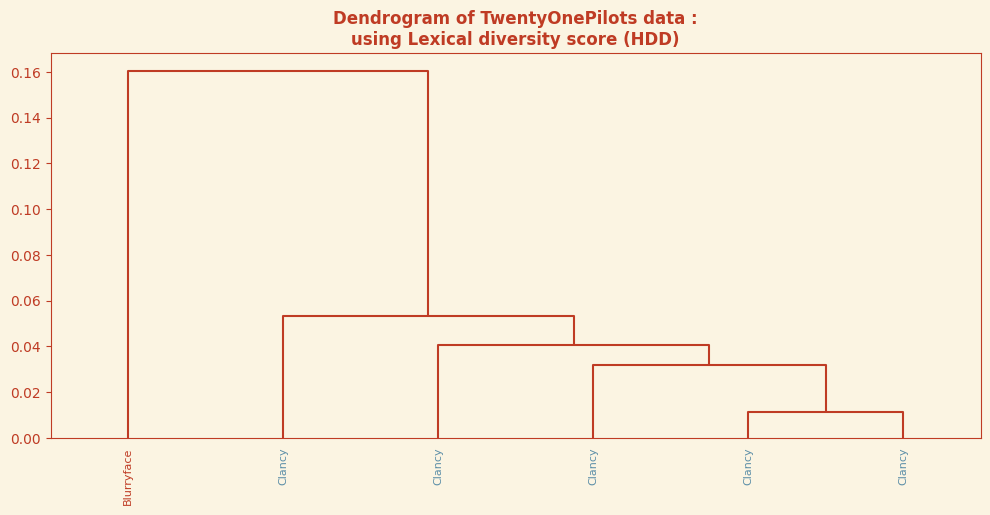 Dendrogram of TwentyOnePilots data :
using Lexical diversity score (HDD)
0.16
0.14
0.12
0.10
0.08
0.06
0.04
0.02
0.00
Blurryface
Clancy
Clancy
Clancy
Clancy
Clancy